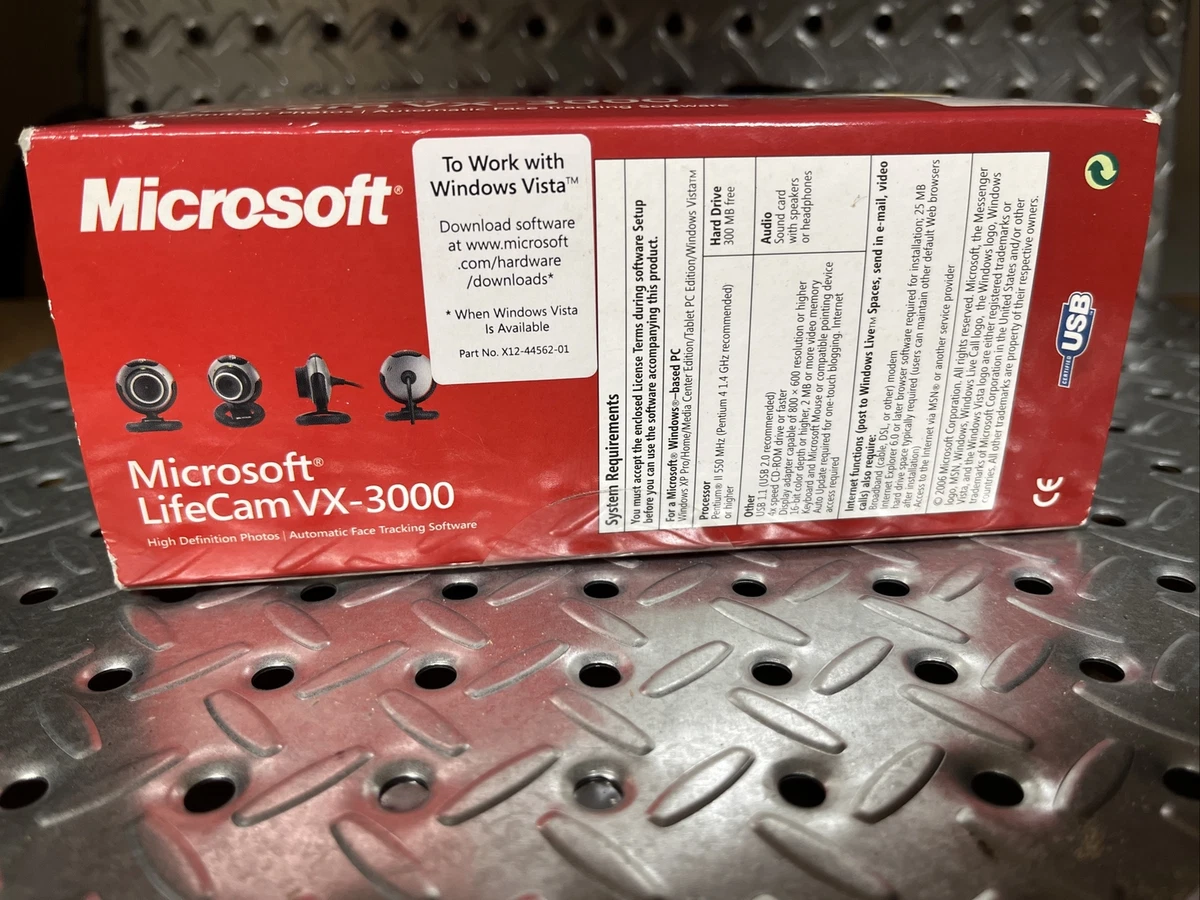 Microsoft®
To Work with
Windows Vista™
Download software
at www.microsoft
.com/hardware
/downloads*
* When Windows Vista
Is Available
Part No. X12-44562-01
Microsoft®
LifeCam VX-3000
High Definition Photos | Automatic Face Tracking Software
System Requirements
You must accept the enclosed License Terms during software Setup
before you can use the software accompanying this product.
For a Microsoft® Windows®–based PC
Windows XP Pro/Home/Media Center Edition/Tablet PC Edition/Windows Vista™
Processor
Pentium® II 550 MHz (Pentium 4 1.4 GHz recommended)
or higher
Hard Drive
300 MB free
Other
USB 1.1 (USB 2.0 recommended)
4x speed CD-ROM drive or faster
Display adapter capable of 800 × 600 resolution or higher
16-bit color depth or higher, 2 MB or more video memory
Keyboard and Microsoft Mouse or compatible pointing device
Auto Update required for one-touch blogging. Internet
access required
Audio
Sound card
with speakers
or headphones
Internet functions (post to Windows Live™ Spaces, send in e-mail, video
calls) also require:
Broadband (cable, DSL, or other) modem
Internet Explorer 6.0 or later browser software required for installation; 25 MB
hard drive space typically required (users can maintain other default Web browsers
after installation)
Access to the Internet via MSN® or another service provider
© 2006 Microsoft Corporation. All rights reserved. Microsoft, the Messenger
logo, MSN, Windows, Windows Live Call logo, the Windows logo, Windows
Vista, and the Windows Vista logo are either registered trademarks or
trademarks of Microsoft Corporation in the United States and/or other
countries. All other trademarks are property of their respective owners.
CERTIFIED
USB
CE